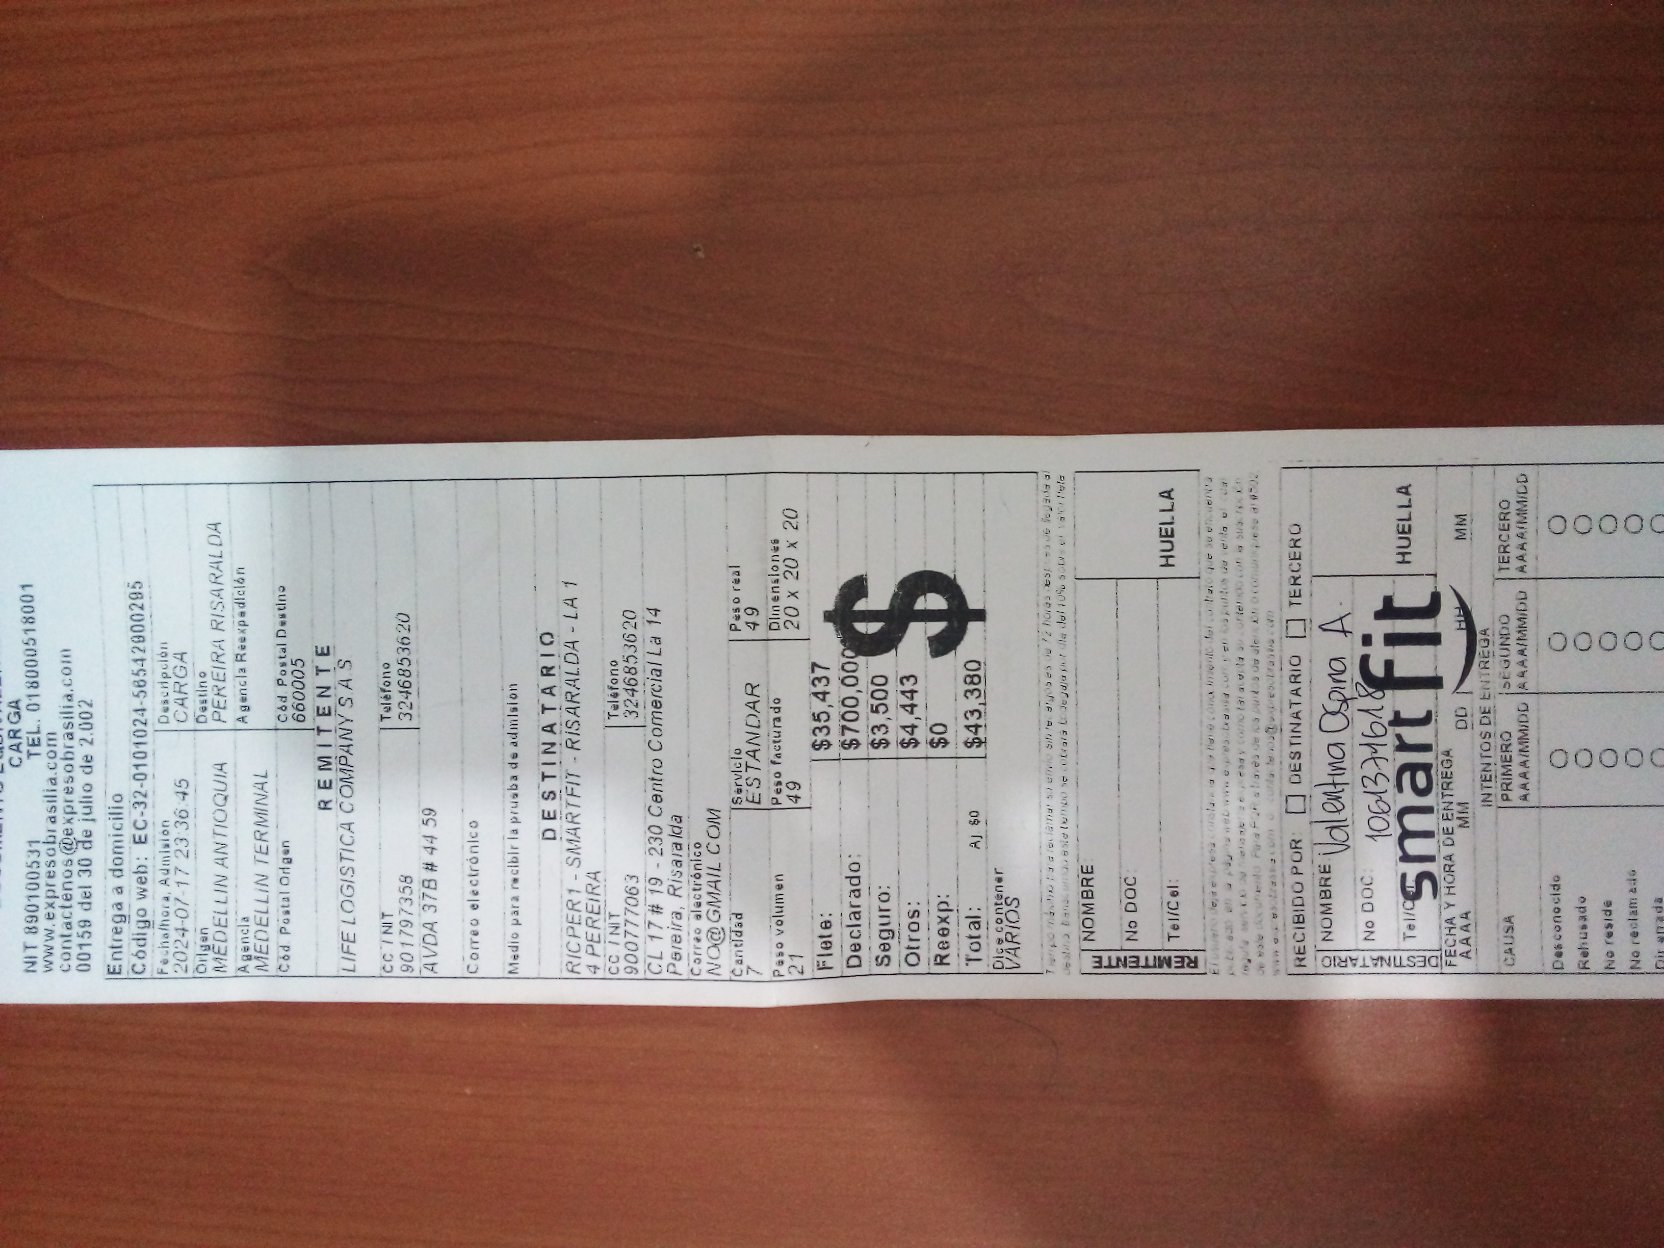 CARGA
NIT 890100531 TEL. 018000518001
www.expresobrasilia.com
contactenos@expresobrasilia.com
00159 del 30 de julio de 2.002
Entrega a domicilio
Código web: EC-32-0101024-58542000295
Fecha/hora, Admisión Descripción
2024-07-17 23:36:45 CARGA
Origen Destino
MEDELLIN ANTIOQUIA PEREIRA RISARALDA
Agencia Agencia Reexpedición
MEDELLIN TERMINAL
Cód Postal Origen Cód. Postal Destino
660005
REMITENTE
LIFE LOGISTICA COMPANY S A S
CC / NIT Teléfono
901797358 3246853620
AVDA 37B # 44 59
Correo electrónico
Medio para recibir la prueba de admision
DESTINATARIO
RICPER1 - SMARTFIT - RISARALDA - LA 1
4 PEREIRA
CC / NIT Teléfono
900777063 3246853620
CL 17 # 19 - 230 Centro Comercial La 14
Pereira, Risaralda
Correo electrónico
NO@GMAIL.COM
Cantidad Servicio Peso real
7 ESTANDAR 49
Peso volumen Peso facturado Dimensiones
21 49 20 x 20 x 20
Flete: $35,437
Declarado: $700,000
Seguro: $3,500
Otros: $4,443
Reexp: $0
Total: Aj $0 $43,380
$
Dice contener
VARIOS
REMITENTE
NOMBRE
No DOC
Tel/Cel:
HUELLA
RECIBIDO POR: DESTINATARIO TERCERO
DESTINATARIO
NOMBRE Valentina Ospina A.
No DOC 1061371618
Tel/Cel
smart fit
HUELLA
FECHA Y HORA DE ENTREGA
AAAA MM DD HH MM
INTENTOS DE ENTREGA
CAUSA PRIMERO SEGUNDO TERCERO
AAAA/MM/DD AAAA/MM/DD AAAA/MM/DD
Desconocido
Rehusado
No reside
No reclamado
Dir errada